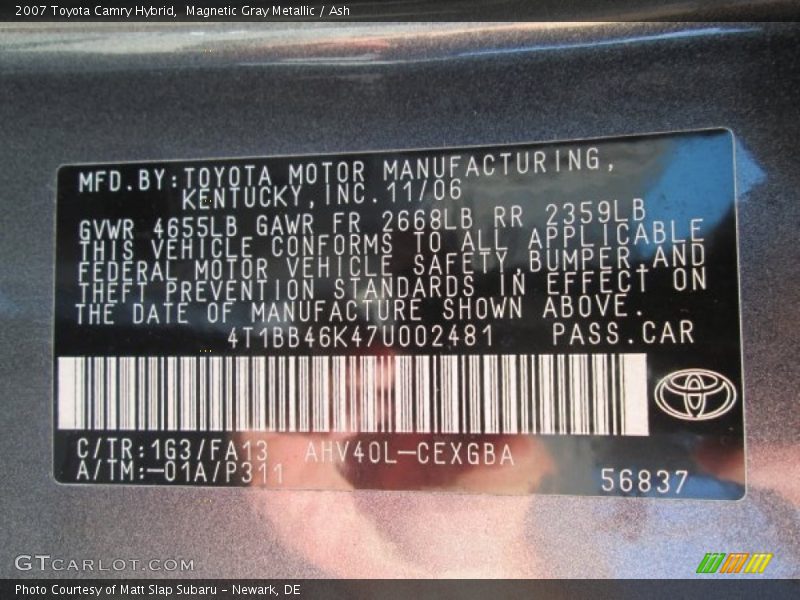 2007 Toyota Camry Hybrid,  Magnetic Gray Metallic / Ash
MFD.BY:TOYOTA MOTOR MANUFACTURING,
KENTUCKY,INC.11/06
GVWR 4655LB GAWR FR 2668LB RR 2359LB
THIS VEHICLE CONFORMS TO ALL APPLICABLE
FEDERAL MOTOR VEHICLE SAFETY,BUMPER,AND
THEFT PREVENTION STANDARDS IN EFFECT ON
THE DATE OF MANUFACTURE SHOWN ABOVE.
4T1BB46K47U002481 PASS.CAR
C/TR:1G3/FA13 AHV40L-CEXGBA
A/TM:-01A/P311
56837
GTCARLOT.COM
Photo Courtesy of Matt Slap Subaru - Newark, DE